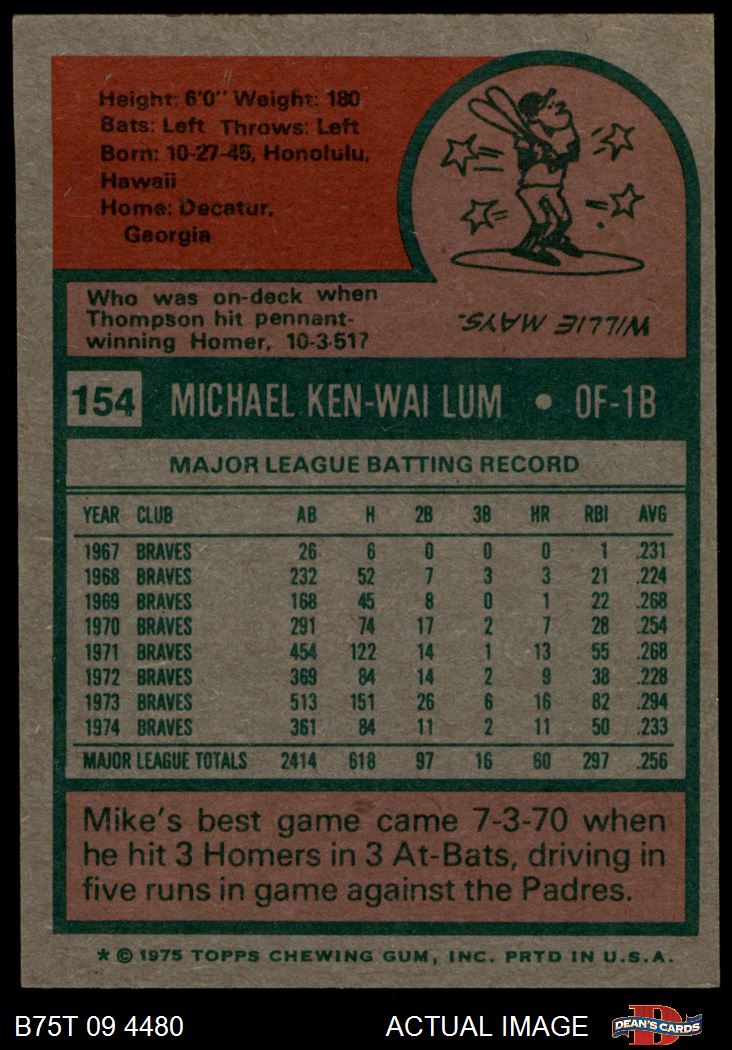 Height: 6'0" Weight: 180
Bats: Left Throws: Left
Born: 10-27-45, Honolulu,
Hawaii
Home: Decatur,
Georgia
Who was on-deck when
Thompson hit pennant-
winning Homer, 10-3-51?
WILLIE MAYS.
154 MICHAEL KEN-WAI LUM • OF-1B
MAJOR LEAGUE BATTING RECORD
YEAR CLUB AB H 2B 3B HR RBI AVG
1967 BRAVES 26 6 0 0 0 1 .231
1968 BRAVES 232 52 7 3 3 21 .224
1969 BRAVES 168 45 8 0 1 22 .268
1970 BRAVES 291 74 17 2 7 28 .254
1971 BRAVES 454 122 14 1 13 55 .268
1972 BRAVES 369 84 14 2 9 38 .228
1973 BRAVES 513 151 26 6 16 82 .294
1974 BRAVES 361 84 11 2 11 50 .233
MAJOR LEAGUE TOTALS 2414 618 97 16 60 297 .256
Mike's best game came 7-3-70 when
he hit 3 Homers in 3 At-Bats, driving in
five runs in game against the Padres.
* © 1975 TOPPS CHEWING GUM, INC. PRTD IN U.S.A.
B75T 09 4480 ACTUAL IMAGE D DEAN'S CARDS